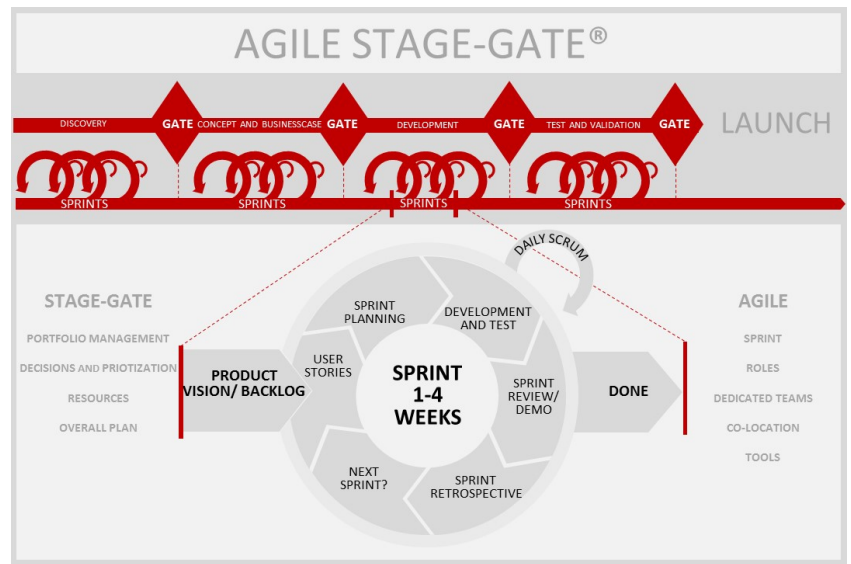 AGILE STAGE-GATE®
DISCOVERY
GATE
CONCEPT AND BUSINESSCASE
GATE
DEVELOPMENT
GATE
TEST AND VALIDATION
GATE
LAUNCH
SPRINTS
SPRINTS
SPRINTS
SPRINTS
DAILY SCRUM
STAGE-GATE
PORTFOLIO MANAGEMENT
DECISIONS AND PRIOTIZATION
RESOURCES
OVERALL PLAN
PRODUCT
VISION/ BACKLOG
USER
STORIES
SPRINT
PLANNING
DEVELOPMENT
AND TEST
SPRINT
REVIEW/
DEMO
SPRINT
RETROSPECTIVE
NEXT
SPRINT?
SPRINT
1-4
WEEKS
DONE
AGILE
SPRINT
ROLES
DEDICATED TEAMS
CO-LOCATION
TOOLS